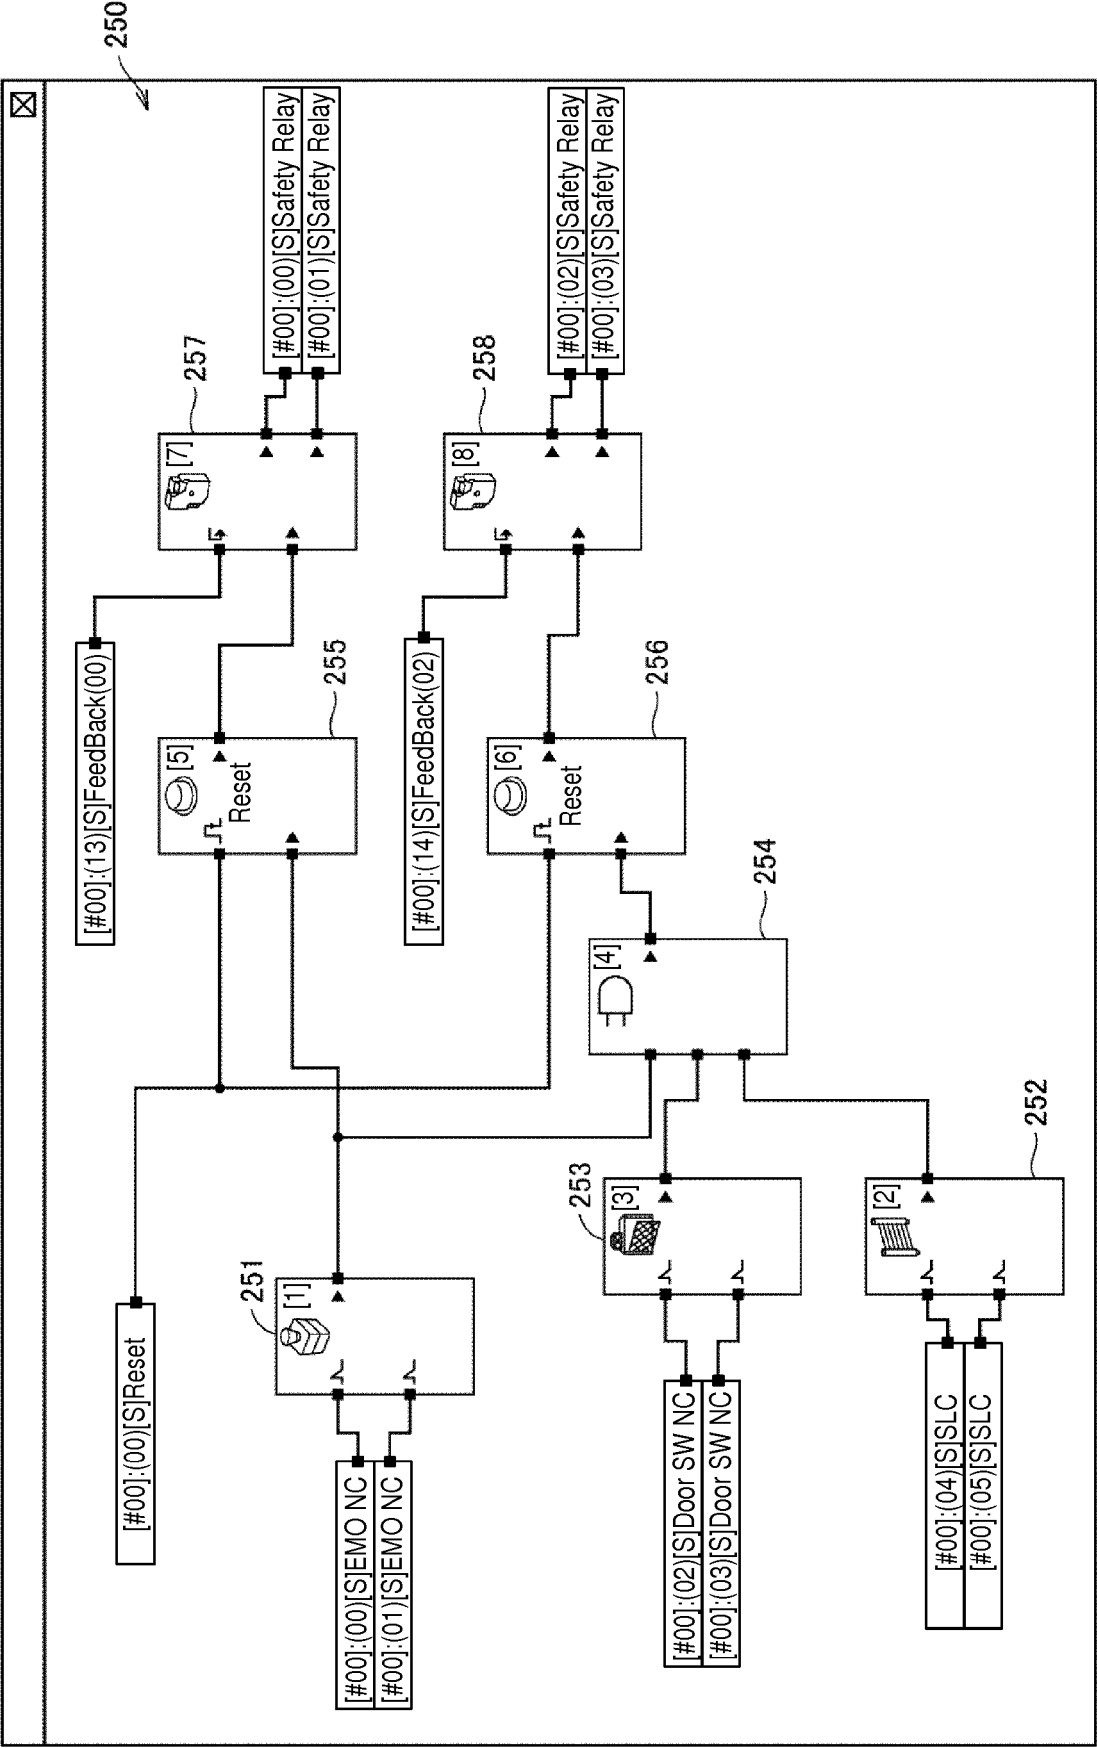 250
[#00]:(00)[S]Reset
[#00]:(13)[S]FeedBack(00)
[5]
Reset
255
[7]
257
[#00]:(00)[S]Safety Relay
[#00]:(01)[S]Safety Relay
251
[1]
[#00]:(00)[S]EMO NC
[#00]:(01)[S]EMO NC
[#00]:(14)[S]FeedBack(02)
[6]
Reset
256
[8]
258
[#00]:(02)[S]Safety Relay
[#00]:(03)[S]Safety Relay
253
[3]
[#00]:(02)[S]Door SW NC
[#00]:(03)[S]Door SW NC
[4]
254
[2]
252
[#00]:(04)[S]SLC
[#00]:(05)[S]SLC